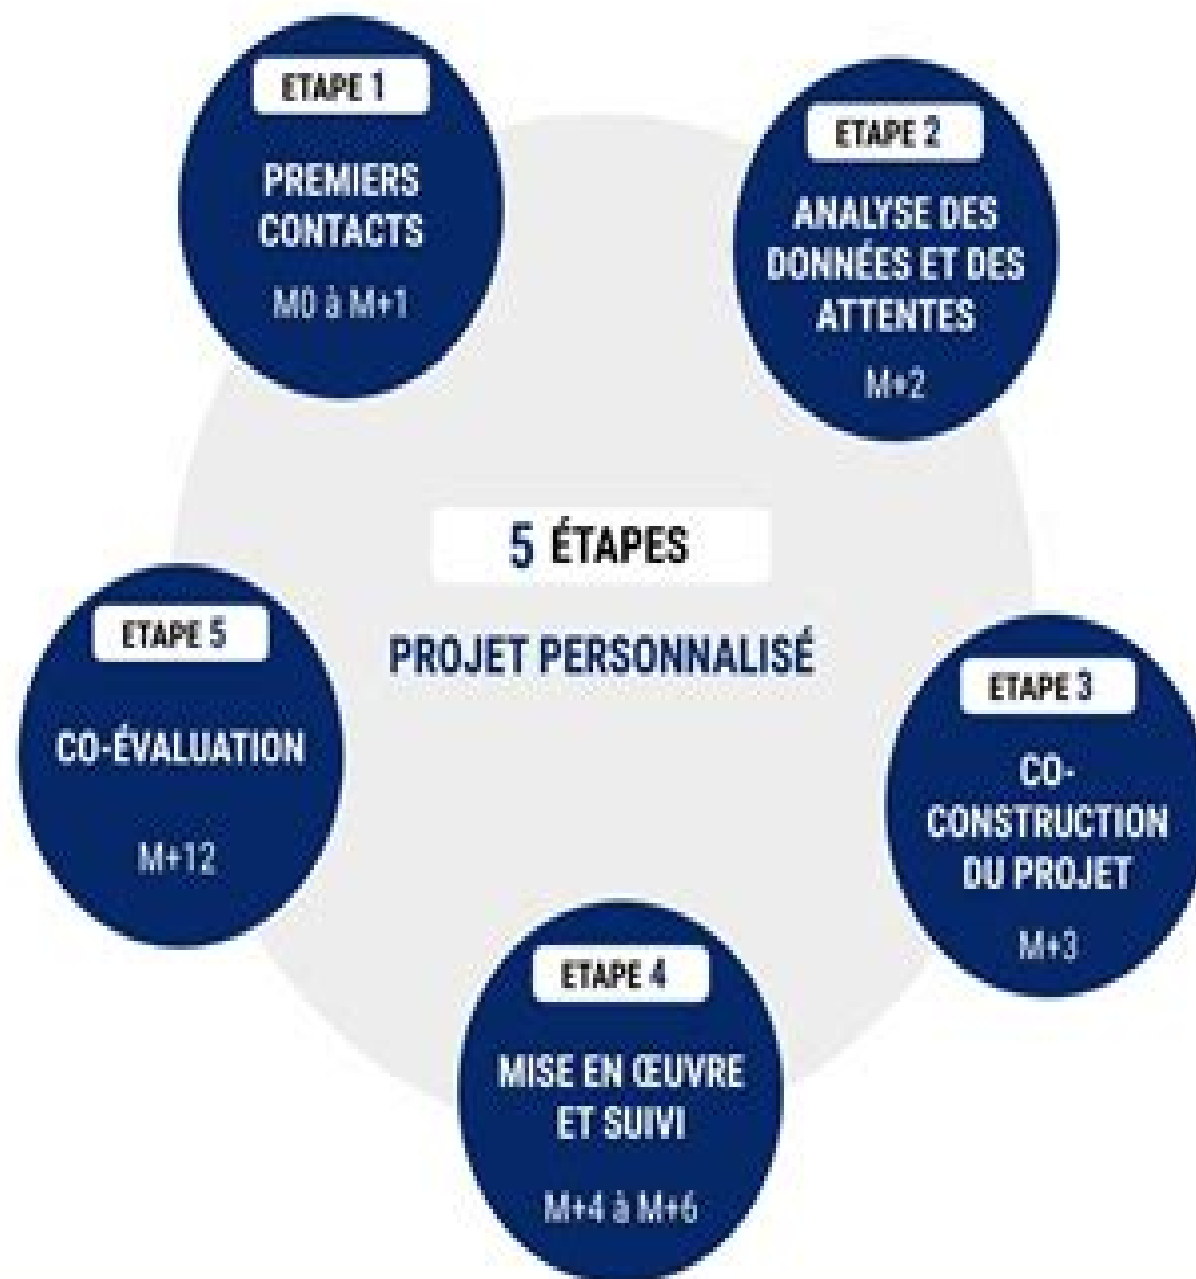 5 ÉTAPES
PROJET PERSONNALISÉ
ETAPE 1
PREMIERS
CONTACTS
M0 à M+1
ETAPE 2
ANALYSE DES
DONNÉES ET DES
ATTENTES
M+2
ETAPE 3
CO-
CONSTRUCTION
DU PROJET
M+3
ETAPE 4
MISE EN ŒUVRE
ET SUIVI
M+4 à M+6
ETAPE 5
CO-ÉVALUATION
M+12